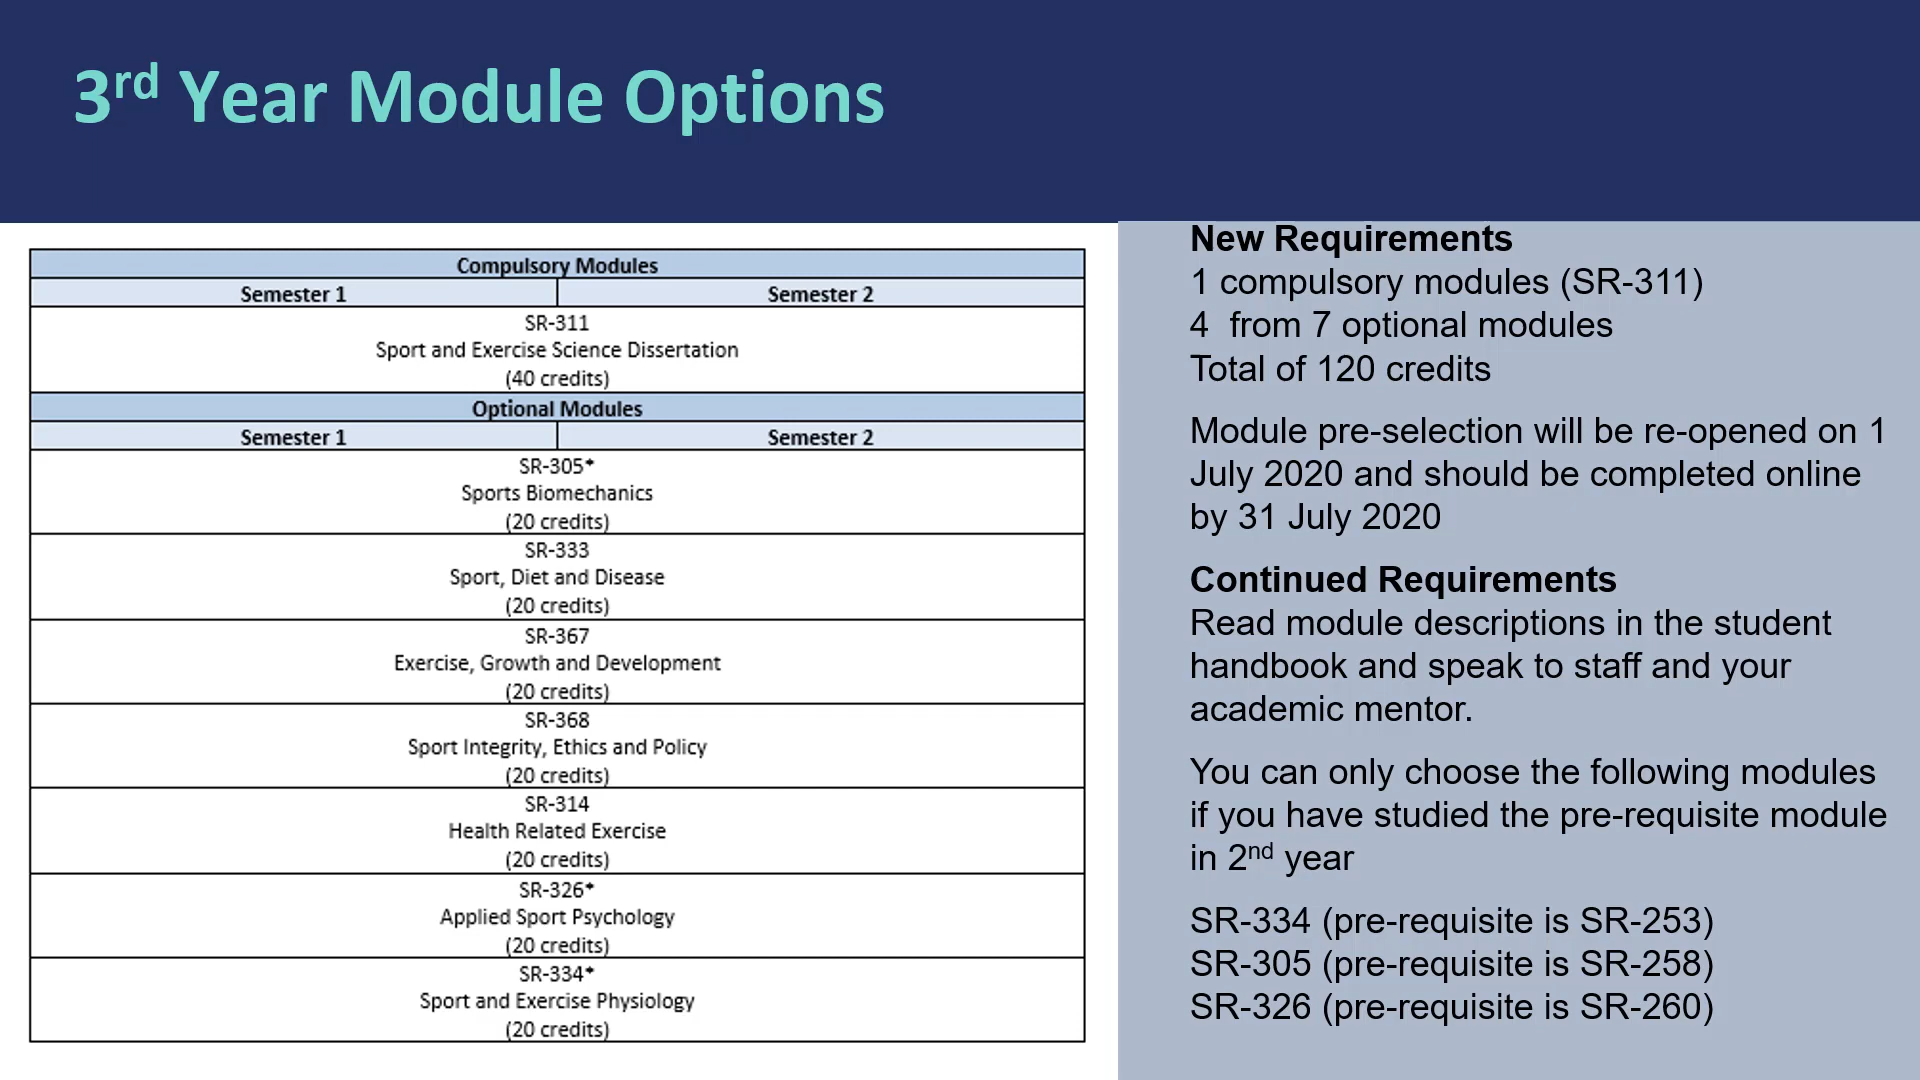 3rd Year Module Options
Compulsory Modules
Semester 1
Semester 2
SR-311
Sport and Exercise Science Dissertation
(40 credits)
Optional Modules
Semester 1
Semester 2
SR-305*
Sports Biomechanics
(20 credits)
SR-333
Sport, Diet and Disease
(20 credits)
SR-367
Exercise, Growth and Development
(20 credits)
SR-368
Sport Integrity, Ethics and Policy
(20 credits)
SR-314
Health Related Exercise
(20 credits)
SR-326*
Applied Sport Psychology
(20 credits)
SR-334*
Sport and Exercise Physiology
(20 credits)
New Requirements
1 compulsory modules (SR-311)
4  from 7 optional modules
Total of 120 credits
Module pre-selection will be re-opened on 1
July 2020 and should be completed online
by 31 July 2020
Continued Requirements
Read module descriptions in the student
handbook and speak to staff and your
academic mentor.
You can only choose the following modules
if you have studied the pre-requisite module
in 2nd year
SR-334 (pre-requisite is SR-253)
SR-305 (pre-requisite is SR-258)
SR-326 (pre-requisite is SR-260)